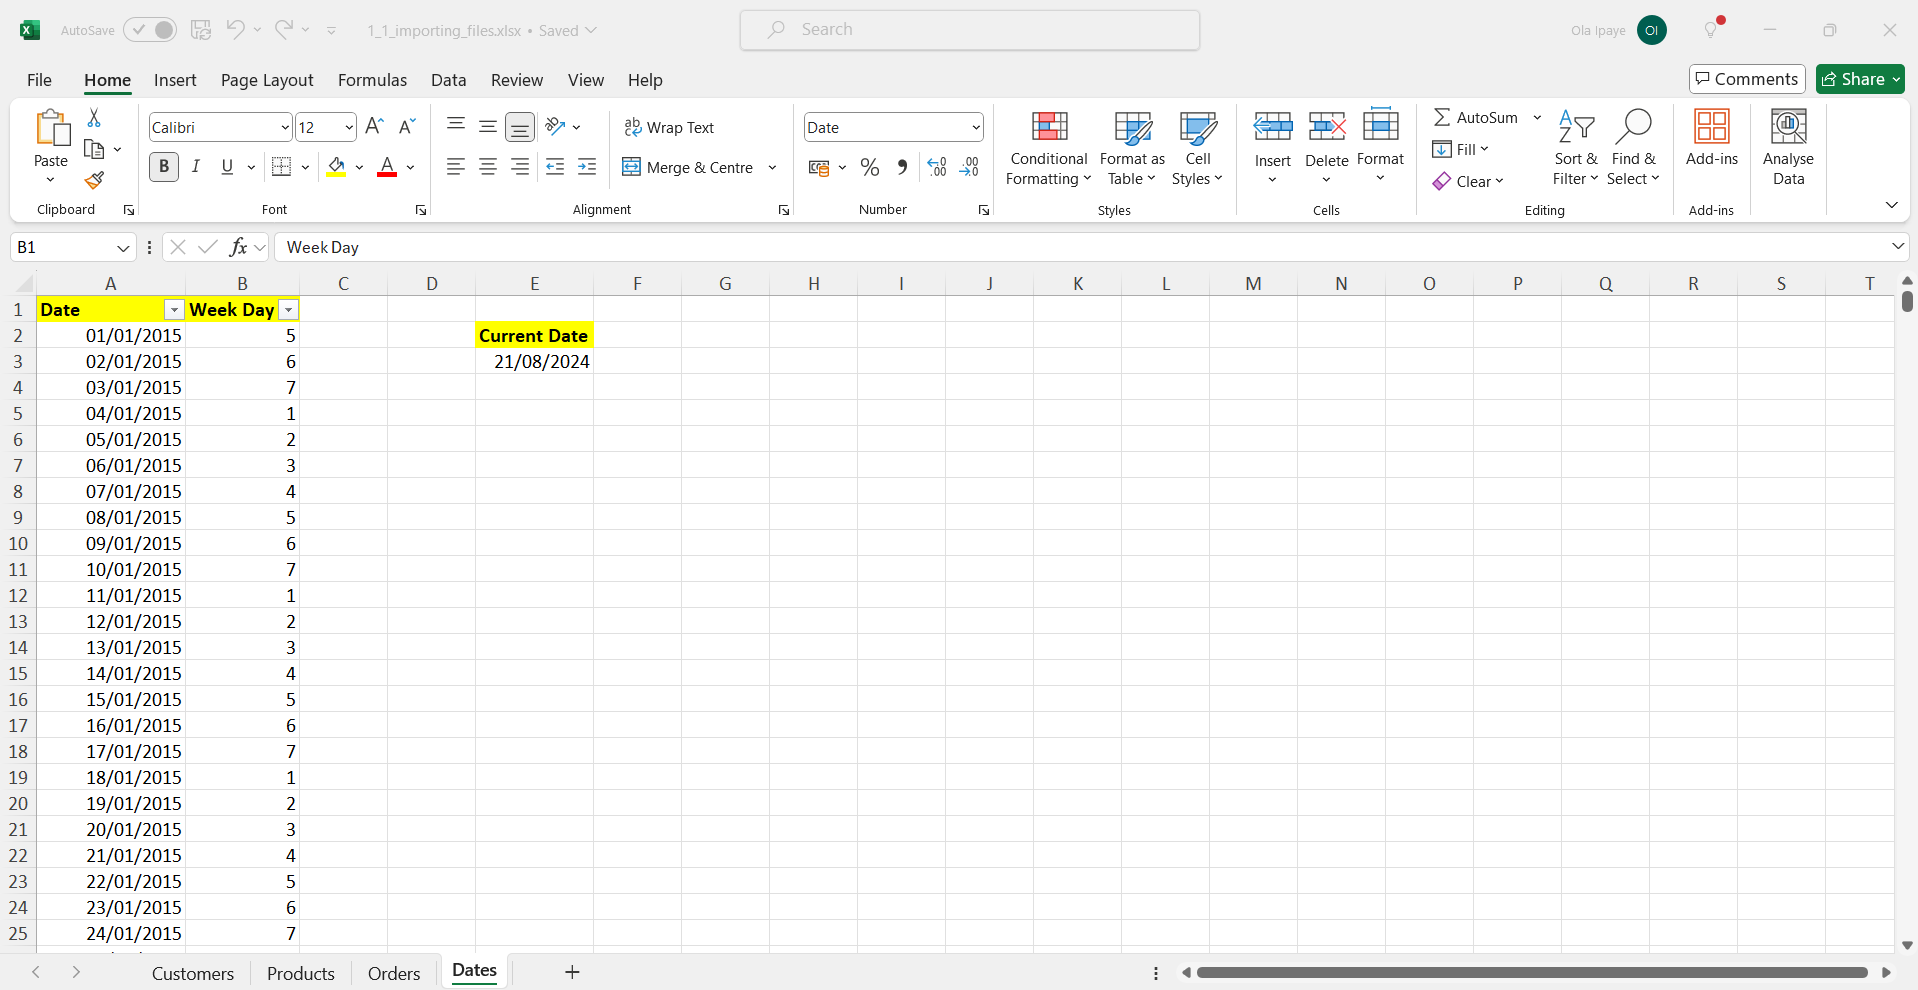 AutoSave
1_1_importing_files.xlsx • Saved
Search
Ola Ipaye
OI
File Home Insert Page Layout Formulas Data Review View Help
Comments
Share
Paste
Calibri
12
B I U
Wrap Text
Merge & Centre
Date
Conditional Formatting
Format as Table
Cell Styles
Insert
Delete
Format
AutoSum
Fill
Clear
Sort & Filter
Find & Select
Add-ins
Analyse Data
Clipboard
Font
Alignment
Number
Styles
Cells
Editing
Add-ins
B1
fx
Week Day
A B C D E F G H I J K L M N O P Q R S T
1 Date Week Day
2 01/01/2015 5 Current Date
3 02/01/2015 6 21/08/2024
4 03/01/2015 7
5 04/01/2015 1
6 05/01/2015 2
7 06/01/2015 3
8 07/01/2015 4
9 08/01/2015 5
10 09/01/2015 6
11 10/01/2015 7
12 11/01/2015 1
13 12/01/2015 2
14 13/01/2015 3
15 14/01/2015 4
16 15/01/2015 5
17 16/01/2015 6
18 17/01/2015 7
19 18/01/2015 1
20 19/01/2015 2
21 20/01/2015 3
22 21/01/2015 4
23 22/01/2015 5
24 23/01/2015 6
25 24/01/2015 7
Customers Products Orders Dates